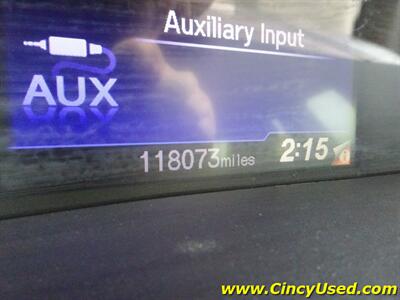 Auxiliary Input
AUX
118073miles
2:15
www.CincyUsed.com